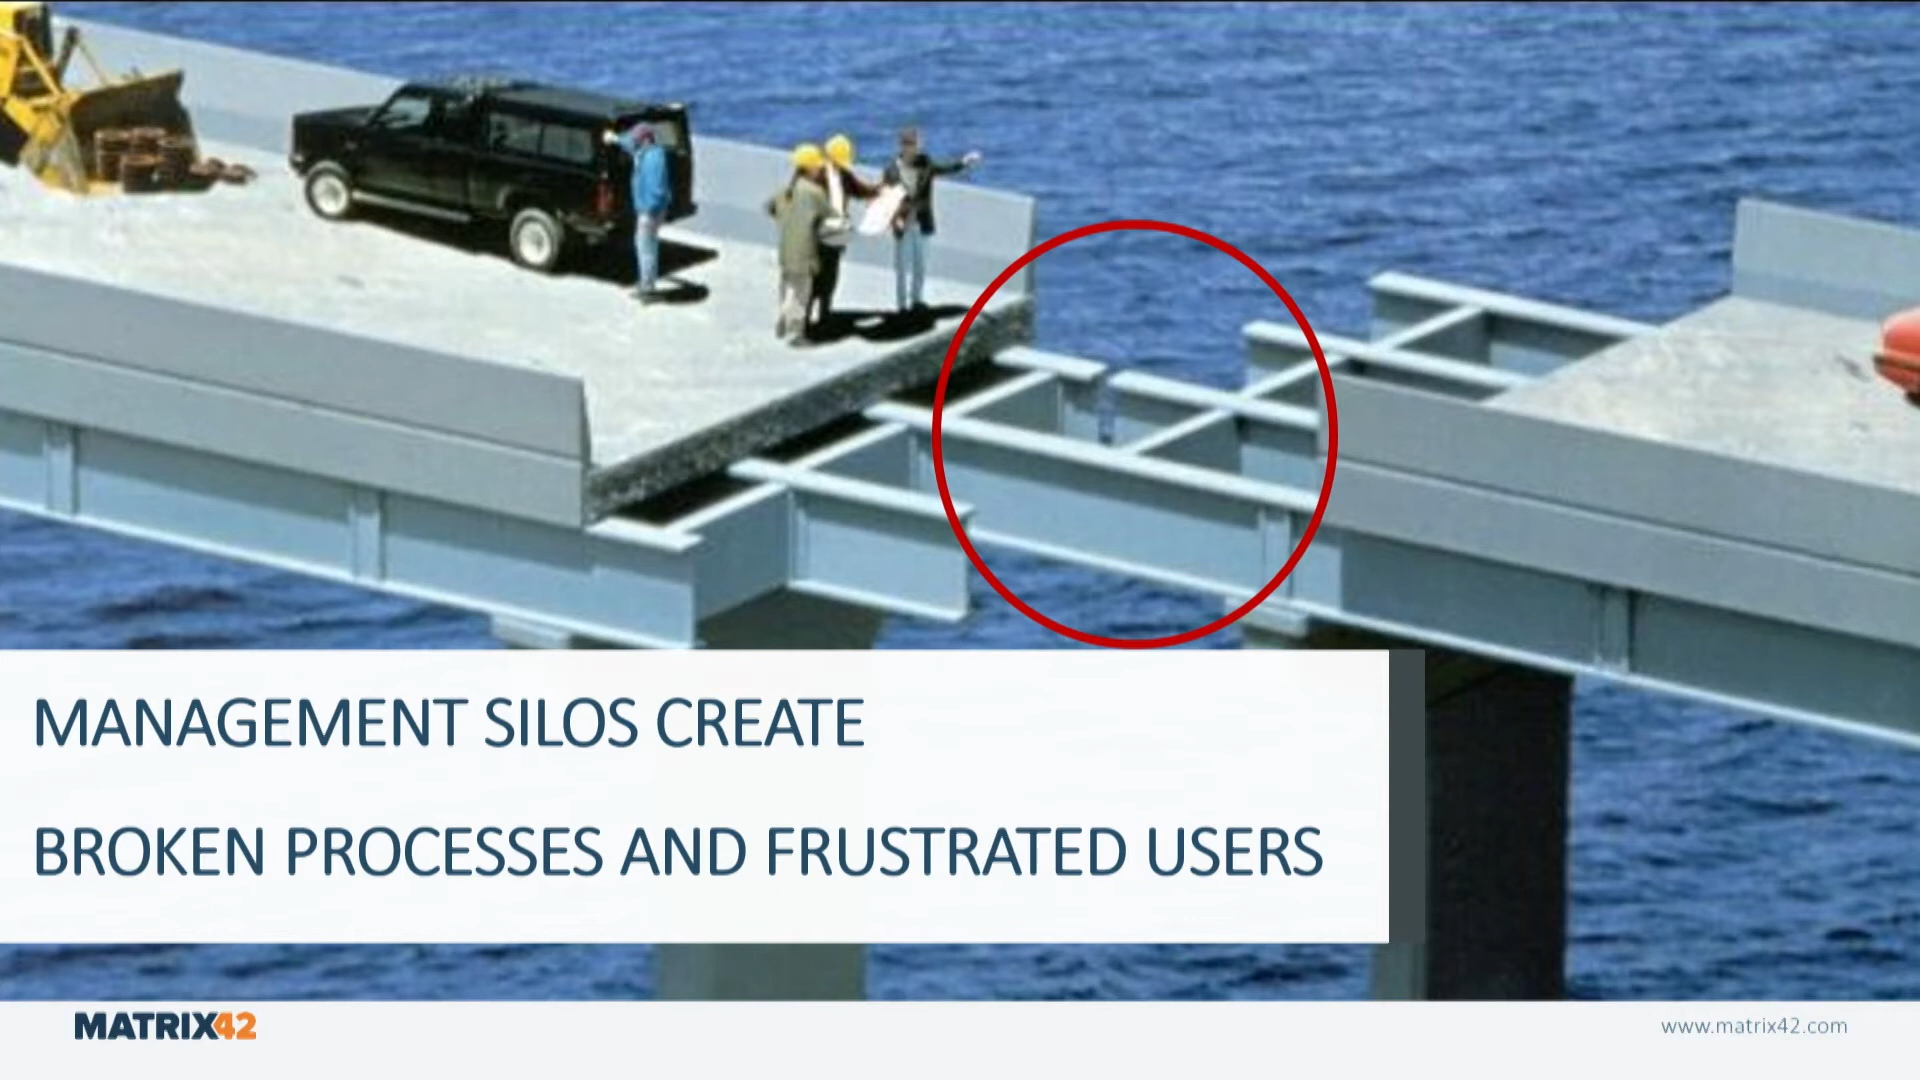 MANAGEMENT SILOS CREATE
BROKEN PROCESSES AND FRUSTRATED USERS
MATRIX42
www.matrix42.com